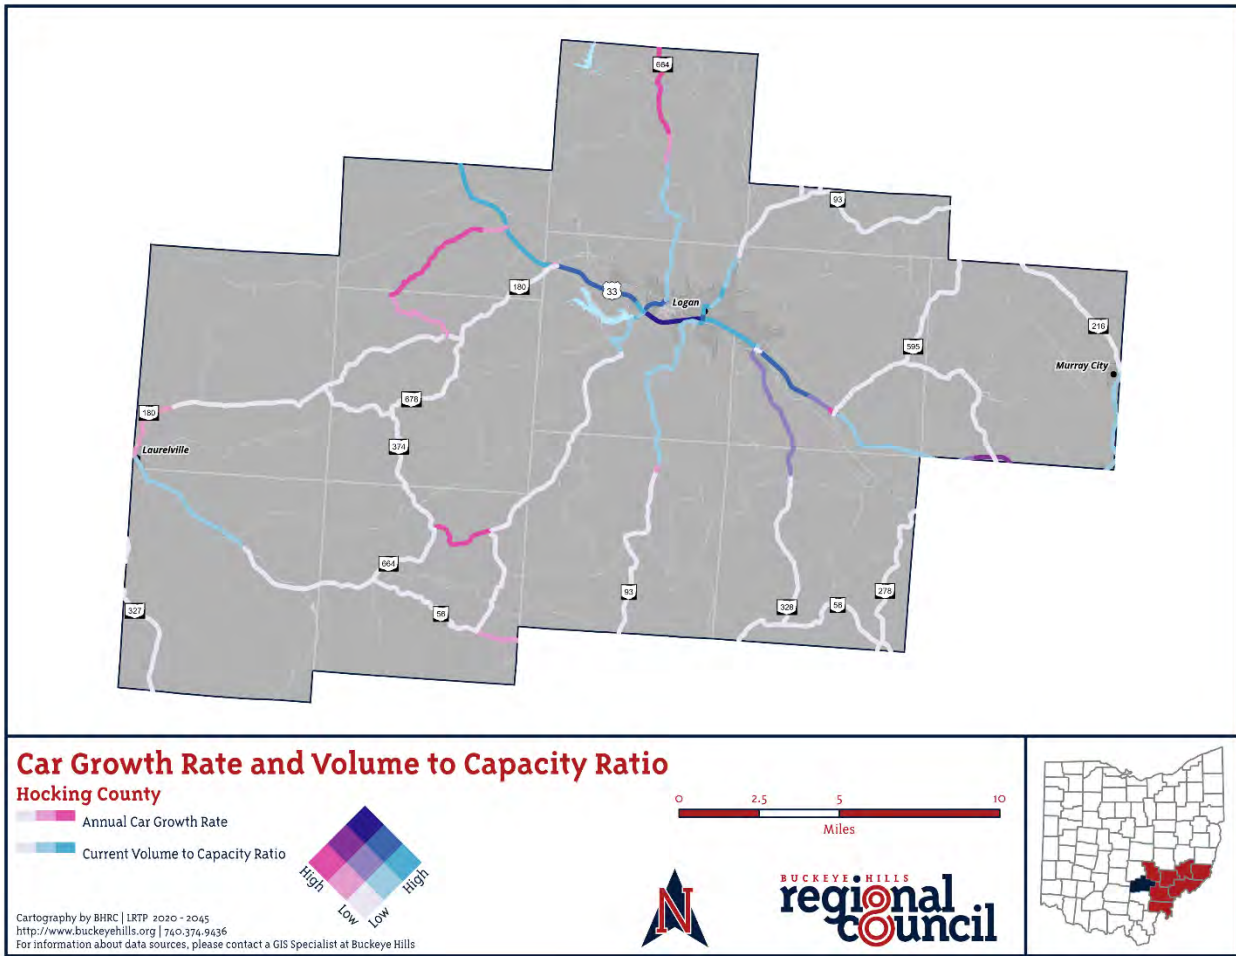 664
93
180
33
Logan
216
595
Murray City
678
180
374
Laurelville
664
93
278
327
56
328
56
Car Growth Rate and Volume to Capacity Ratio
Hocking County
Annual Car Growth Rate
Current Volume to Capacity Ratio
High
Low
Low
High
0 2.5 5 10
Miles
N
BUCKEYE HILLS
regional
council
Cartography by BHRC | LRTP 2020 - 2045
http://www.buckeyehills.org | 740.374.9436
For information about data sources, please contact a GIS Specialist at Buckeye Hills